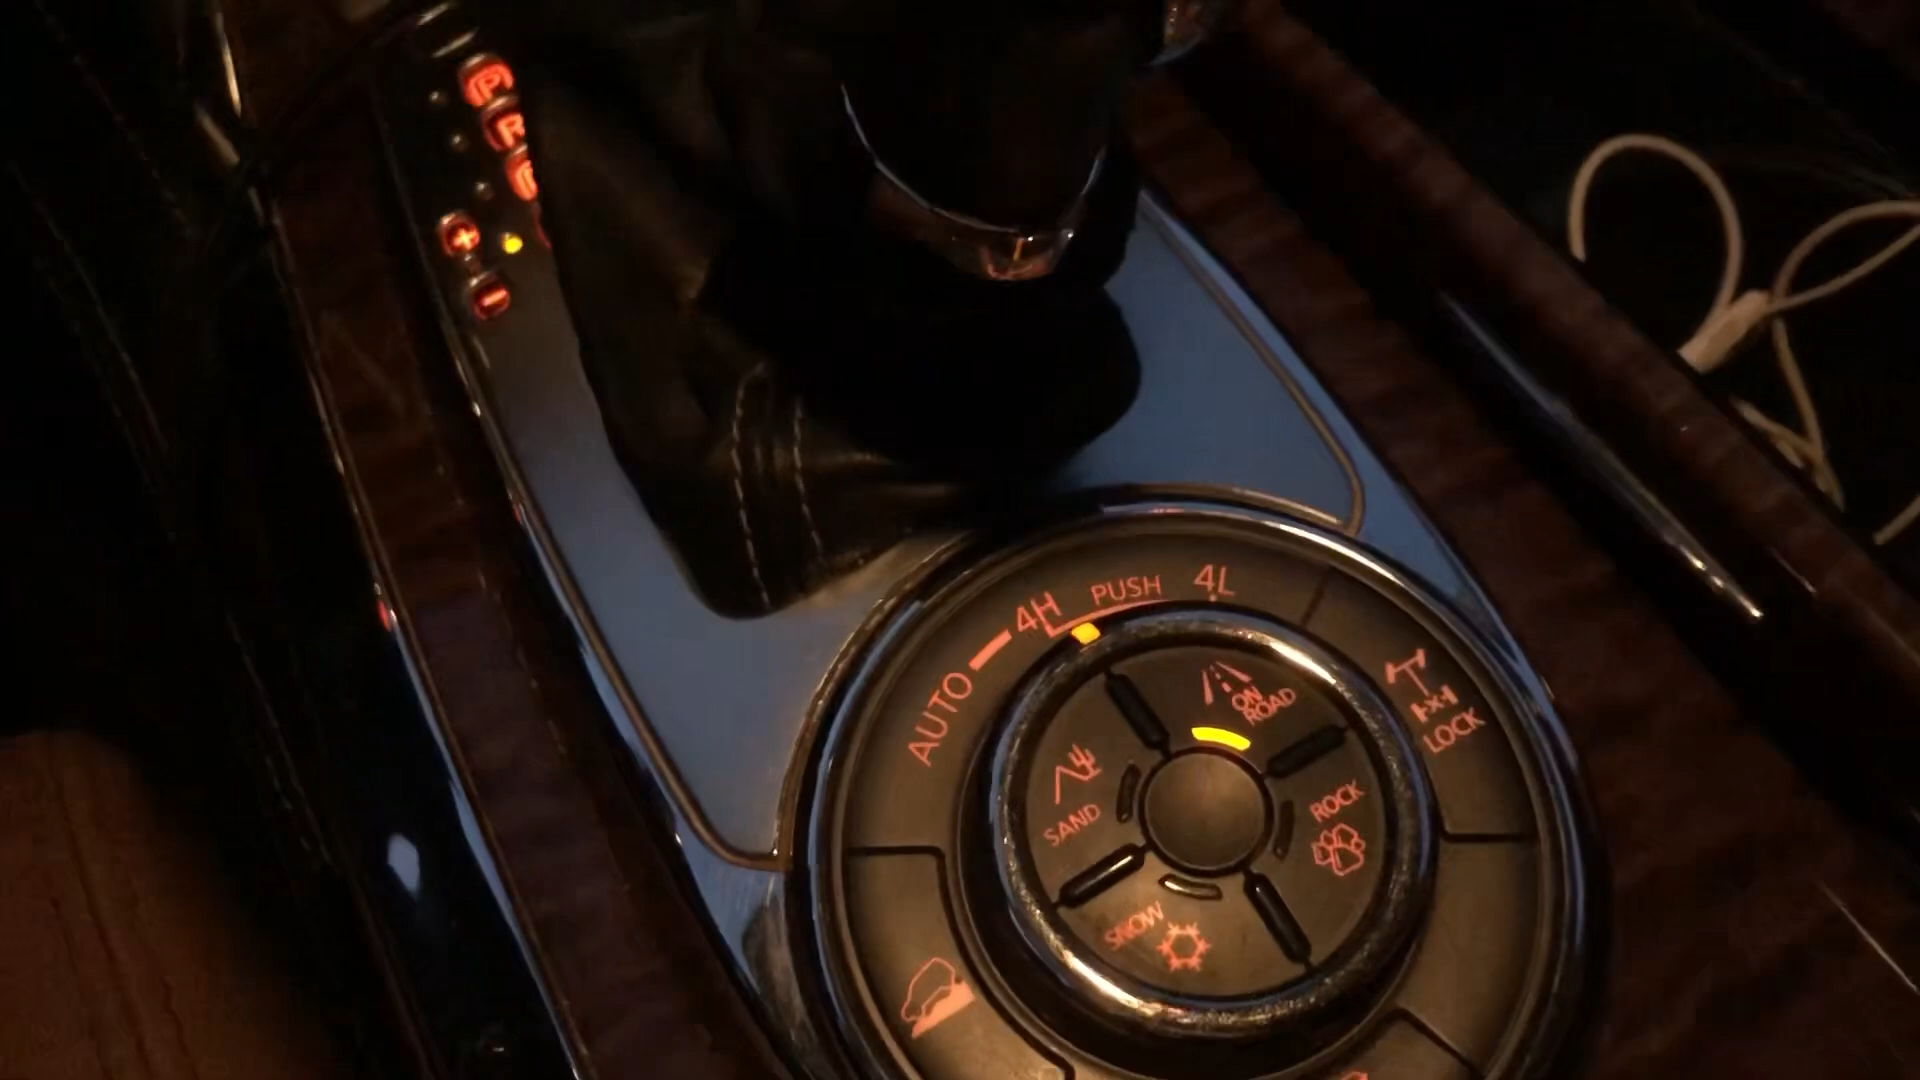 P
R
+
-
AUTO
4H
PUSH
4L
ON
ROAD
LOCK
SAND
ROCK
SNOW